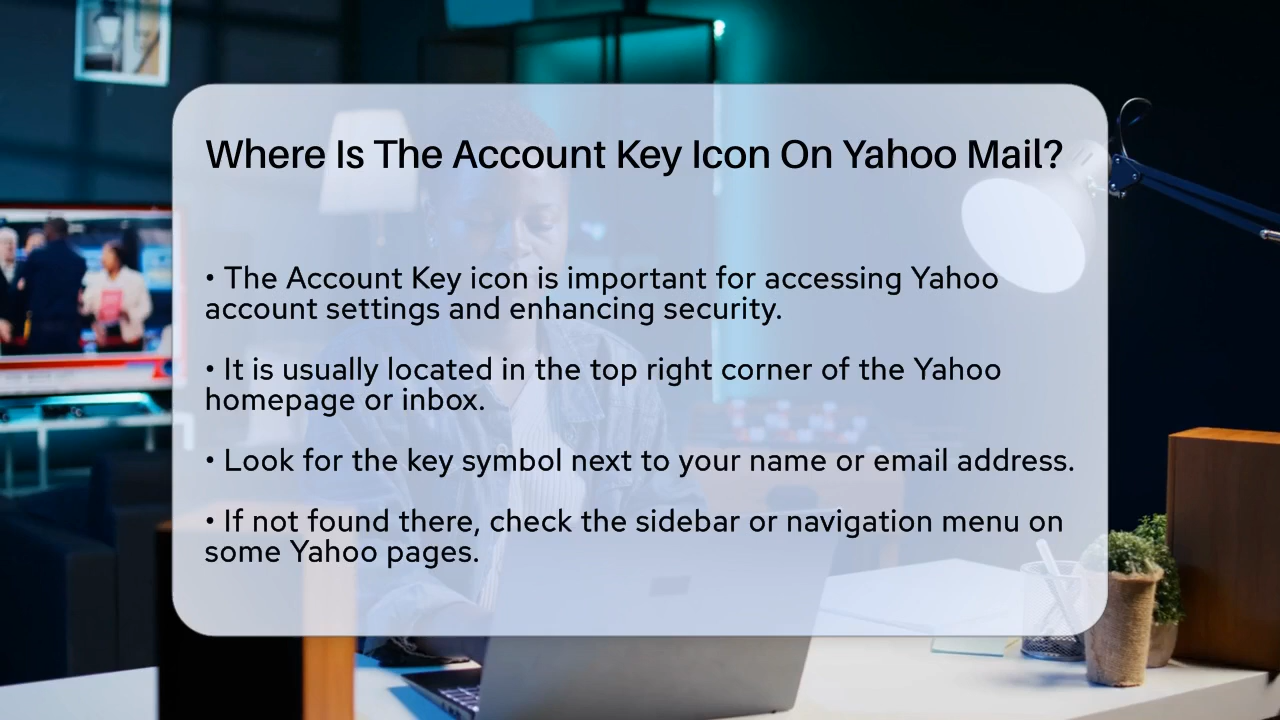 Where Is The Account Key Icon On Yahoo Mail?
• The Account Key icon is important for accessing Yahoo
account settings and enhancing security.
• It is usually located in the top right corner of the Yahoo
homepage or inbox.
• Look for the key symbol next to your name or email address.
• If not found there, check the sidebar or navigation menu on
some Yahoo pages.